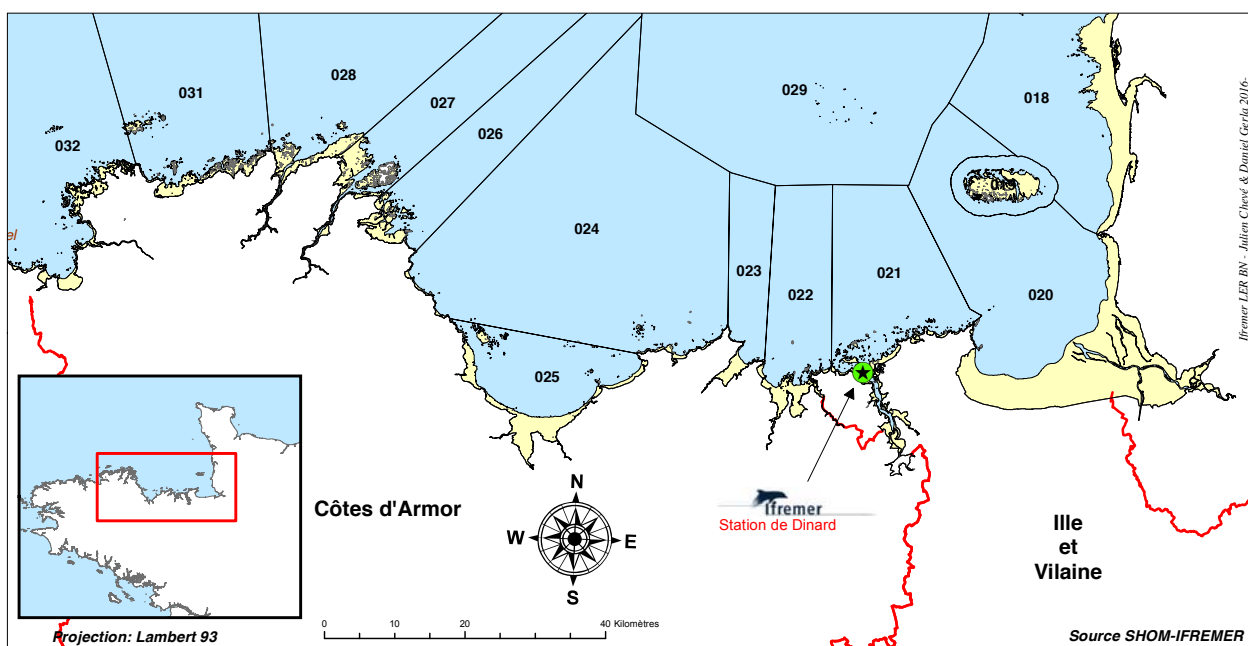 031
028
027
026
032
029
018
019
el
024
023
022
021
020
025
N
W
E
S
Côtes d'Armor
Ifremer
Station de Dinard
Ille
et
Vilaine
0
10
20
40 Kilomètres
Projection: Lambert 93
Source SHOM-IFREMER
Ifremer LER BN - Julien Chevé & Daniel Gerla 2016-